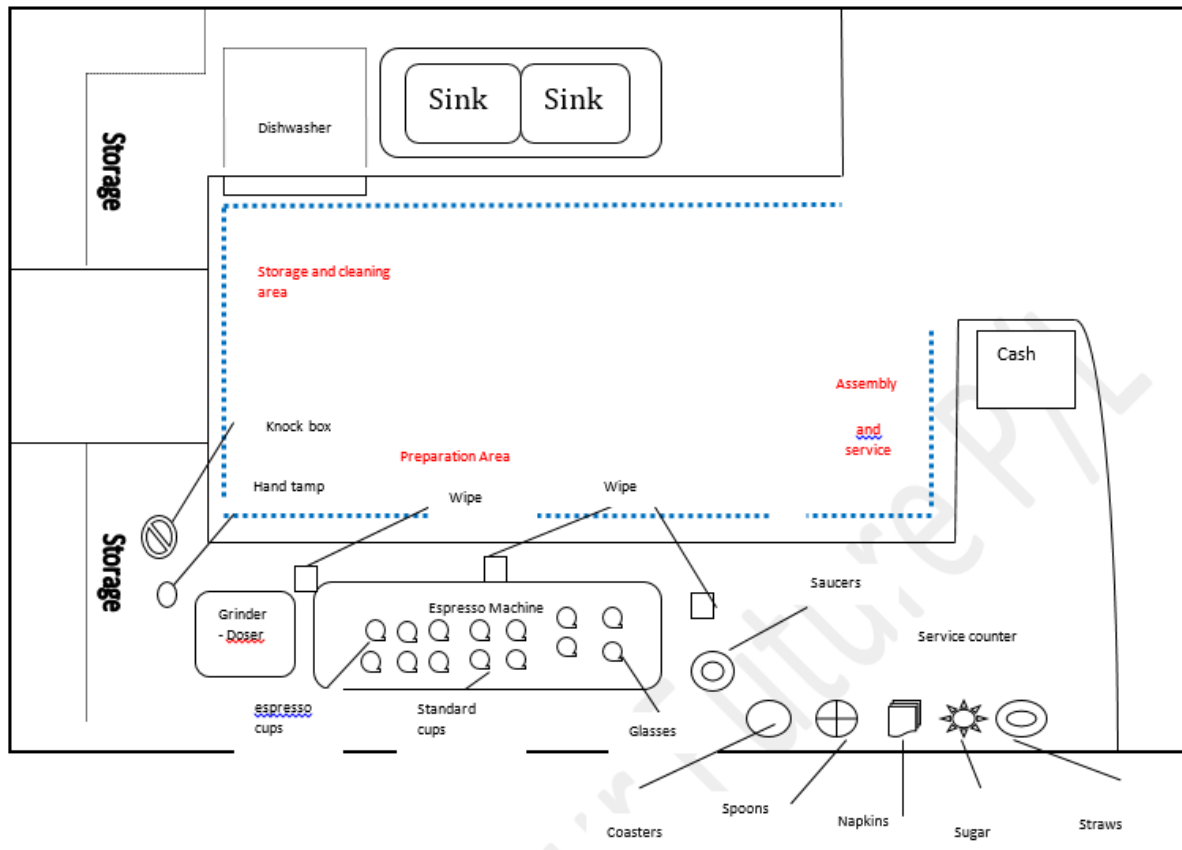 Sink Sink
Dishwasher
Storage
Storage and cleaning
area
Cash
Assembly
and
service
Knock box
Preparation Area
Hand tamp
Wipe
Wipe
Storage
Saucers
Grinder
- Doser
Espresso Machine
Service counter
espresso
cups
Standard
cups
Glasses
Coasters
Spoons
Napkins
Sugar
Straws
Future P/L